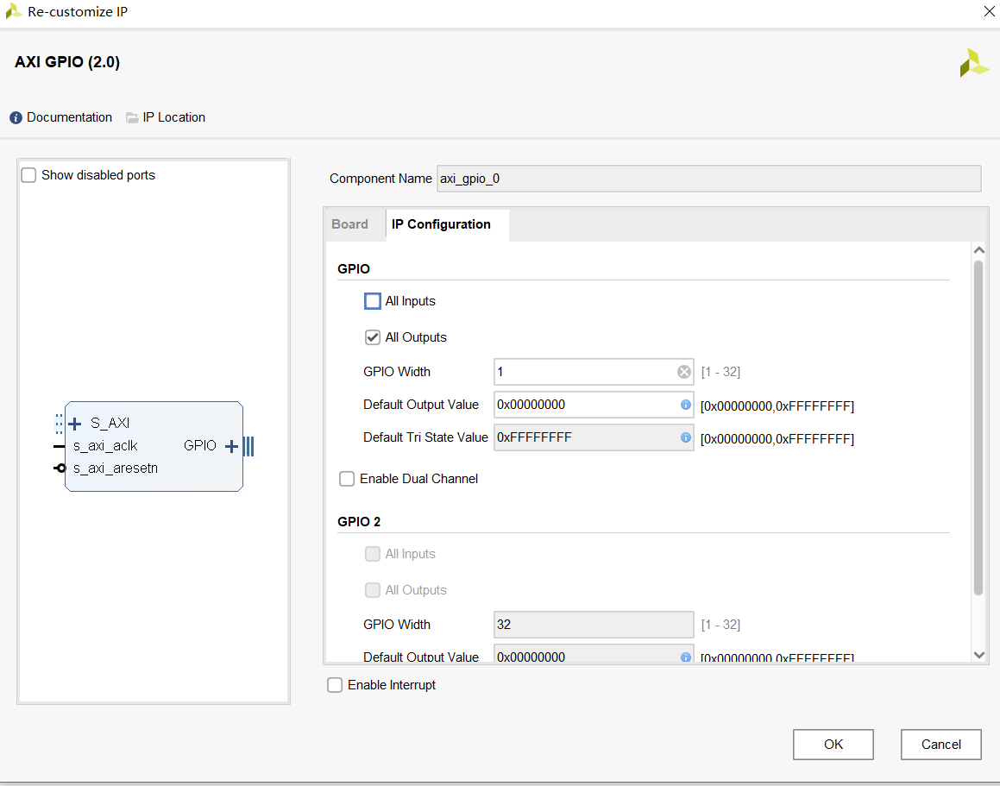 Re-customize IP
AXI GPIO (2.0)
Documentation IP Location
Show disabled ports
S_AXI
s_axi_aclk
s_axi_aresetn
GPIO
Component Name axi_gpio_0
Board IP Configuration
GPIO
All Inputs
All Outputs
GPIO Width 1 [1 - 32]
Default Output Value 0x00000000 [0x00000000,0xFFFFFFFF]
Default Tri State Value 0xFFFFFFFF [0x00000000,0xFFFFFFFF]
Enable Dual Channel
GPIO 2
All Inputs
All Outputs
GPIO Width 32 [1 - 32]
Default Output Value 0x00000000 [0x00000000,0xFFFFFFFF]
Enable Interrupt
OK Cancel